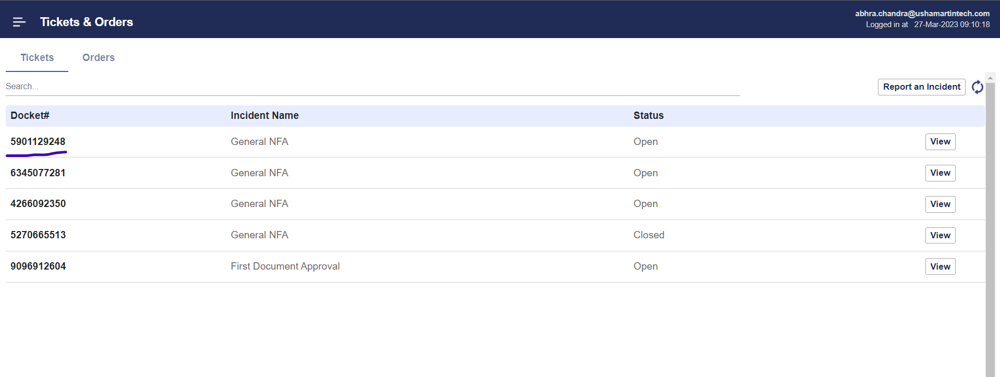 Tickets & Orders
abhra.chandra@ushamartintech.com
Logged in at 27-Mar-2023 09:10:18
Tickets Orders
Search...
Report an Incident
Docket# Incident Name Status
5901129248 General NFA Open View
6345077281 General NFA Open View
4266092350 General NFA Open View
5270665513 General NFA Closed View
9096912604 First Document Approval Open View